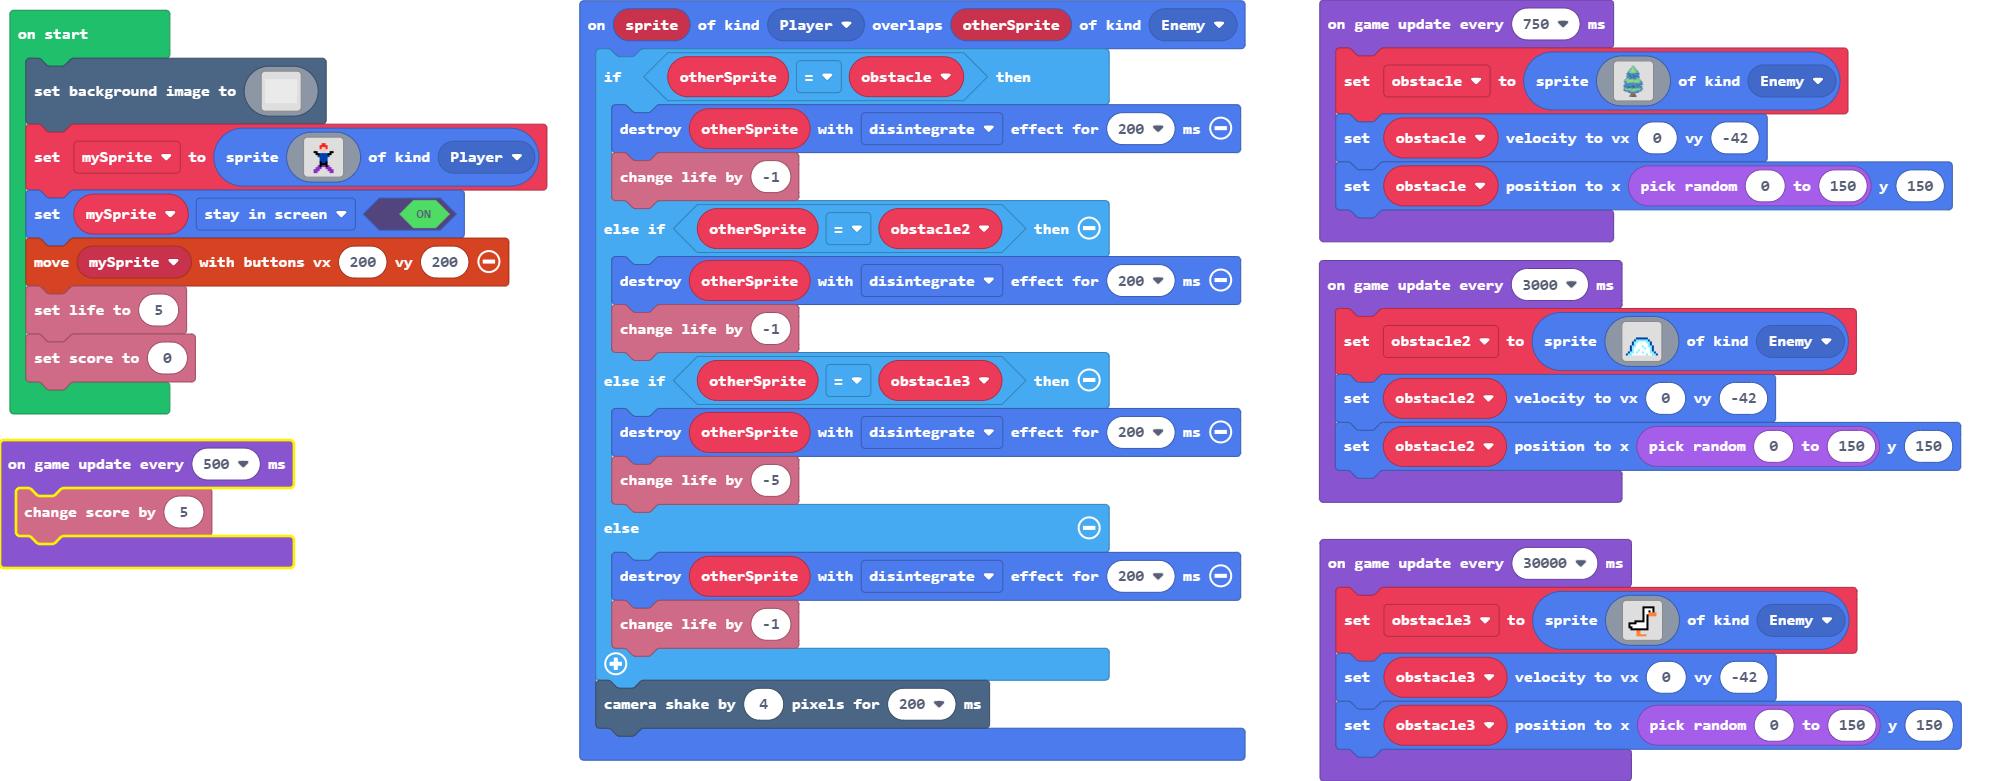 on start
set background image to
set mySprite to sprite of kind Player
set mySprite stay in screen ON
move mySprite with buttons vx 200 vy 200
set life to 5
set score to 0
on game update every 500 ms
change score by 5
on sprite of kind Player overlaps otherSprite of kind Enemy
if otherSprite = obstacle then
destroy otherSprite with disintegrate effect for 200 ms
change life by -1
else if otherSprite = obstacle2 then
destroy otherSprite with disintegrate effect for 200 ms
change life by -1
else if otherSprite = obstacle3 then
destroy otherSprite with disintegrate effect for 200 ms
change life by -5
else
destroy otherSprite with disintegrate effect for 200 ms
change life by -1
camera shake by 4 pixels for 200 ms
on game update every 750 ms
set obstacle to sprite of kind Enemy
set obstacle velocity to vx 0 vy -42
set obstacle position to x pick random 0 to 150 y 150
on game update every 3000 ms
set obstacle2 to sprite of kind Enemy
set obstacle2 velocity to vx 0 vy -42
set obstacle2 position to x pick random 0 to 150 y 150
on game update every 30000 ms
set obstacle3 to sprite of kind Enemy
set obstacle3 velocity to vx 0 vy -42
set obstacle3 position to x pick random 0 to 150 y 150